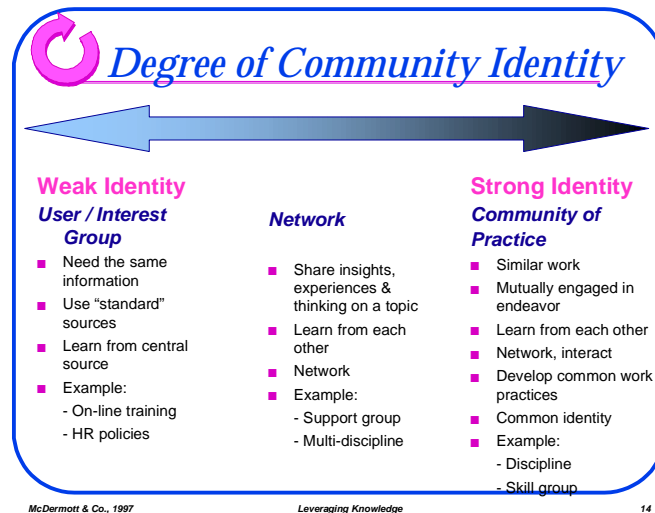 Degree of Community Identity
Weak Identity
User / Interest
Group
■ Need the same
information
■ Use “standard”
sources
■ Learn from central
source
■ Example:
- On-line training
- HR policies
Network
■ Share insights,
experiences &
thinking on a topic
■ Learn from each
other
■ Network
■ Example:
- Support group
- Multi-discipline
Strong Identity
Community of
Practice
■ Similar work
■ Mutually engaged in
endeavor
■ Learn from each other
■ Network, interact
■ Develop common work
practices
■ Common identity
■ Example:
- Discipline
- Skill group
McDermott & Co., 1997
Leveraging Knowledge
14